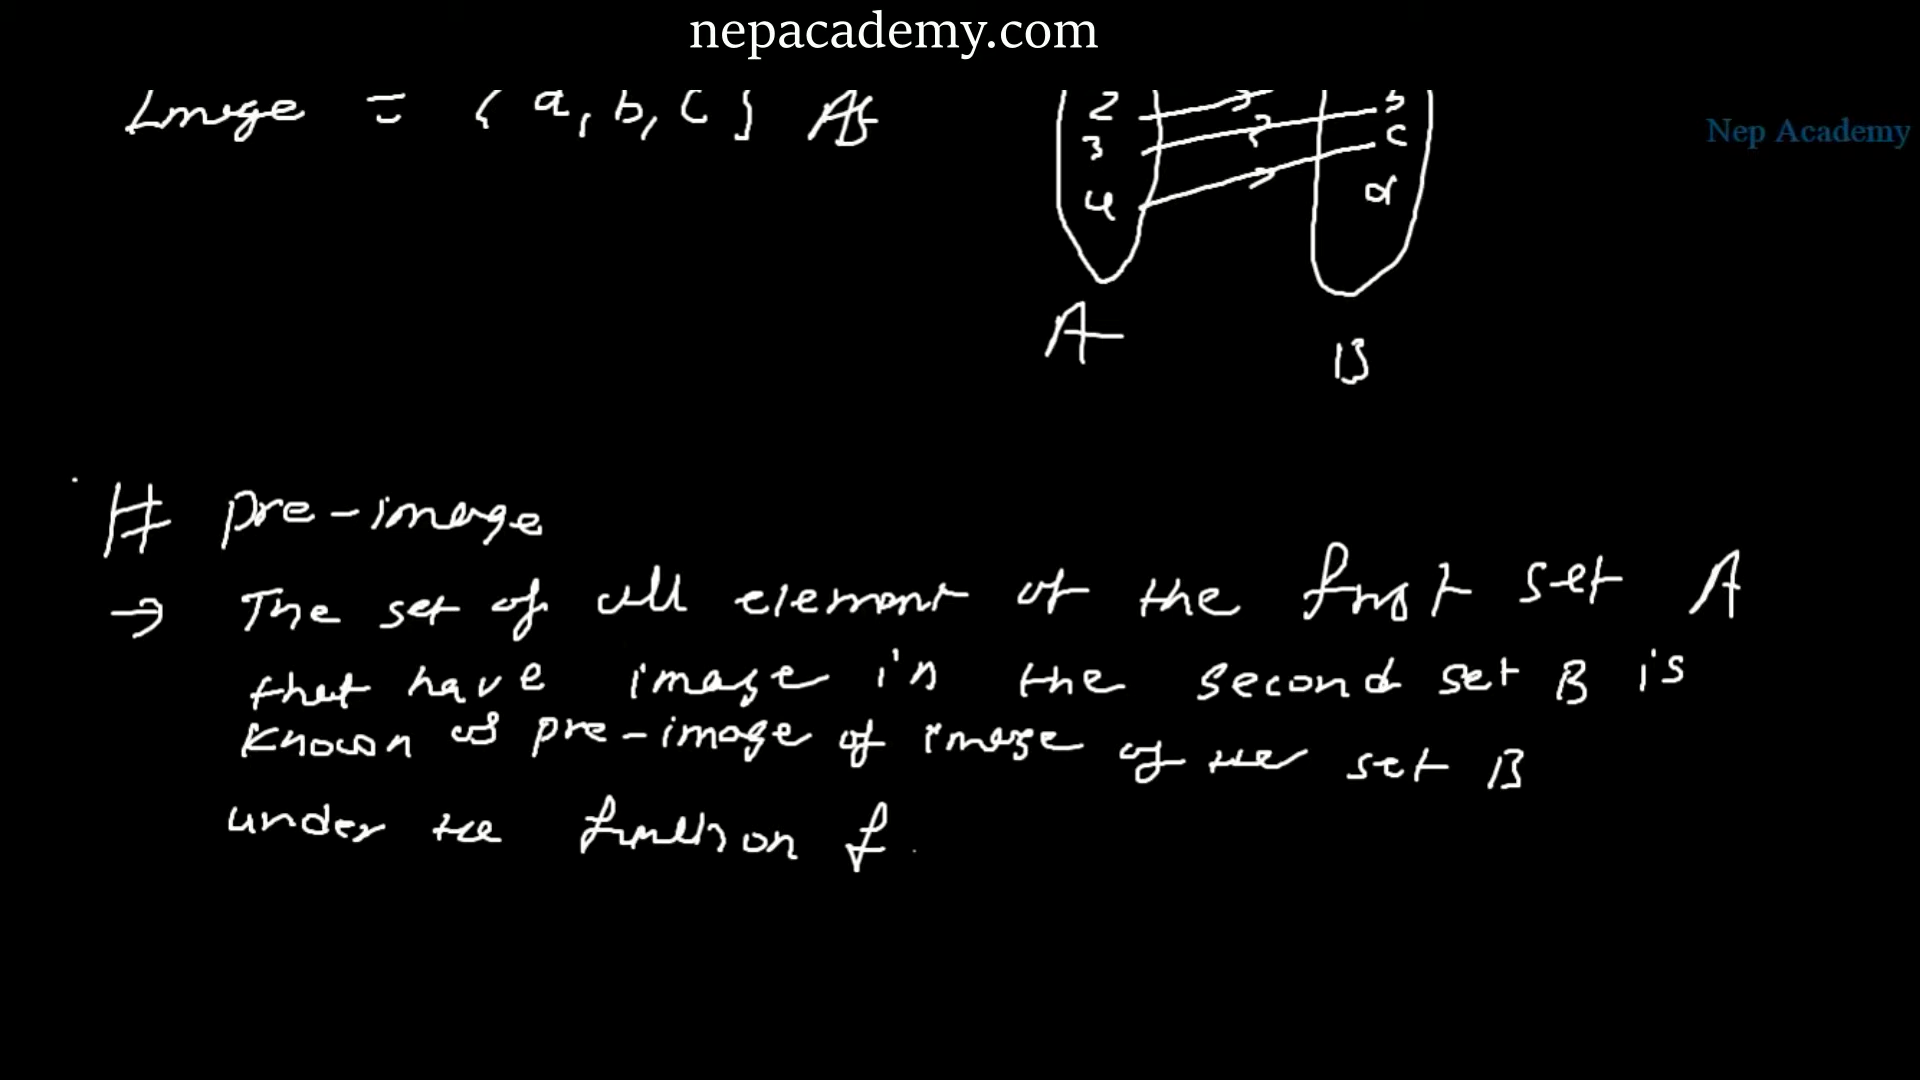 nepacademy.com
Image = { a, b, c }
2 b
3 c
4 d
Nep Academy
A
B
# pre-image
→ The set of all element of the first set A
that have image in the second set B is
known as pre-image of image of the set B
under the function f.